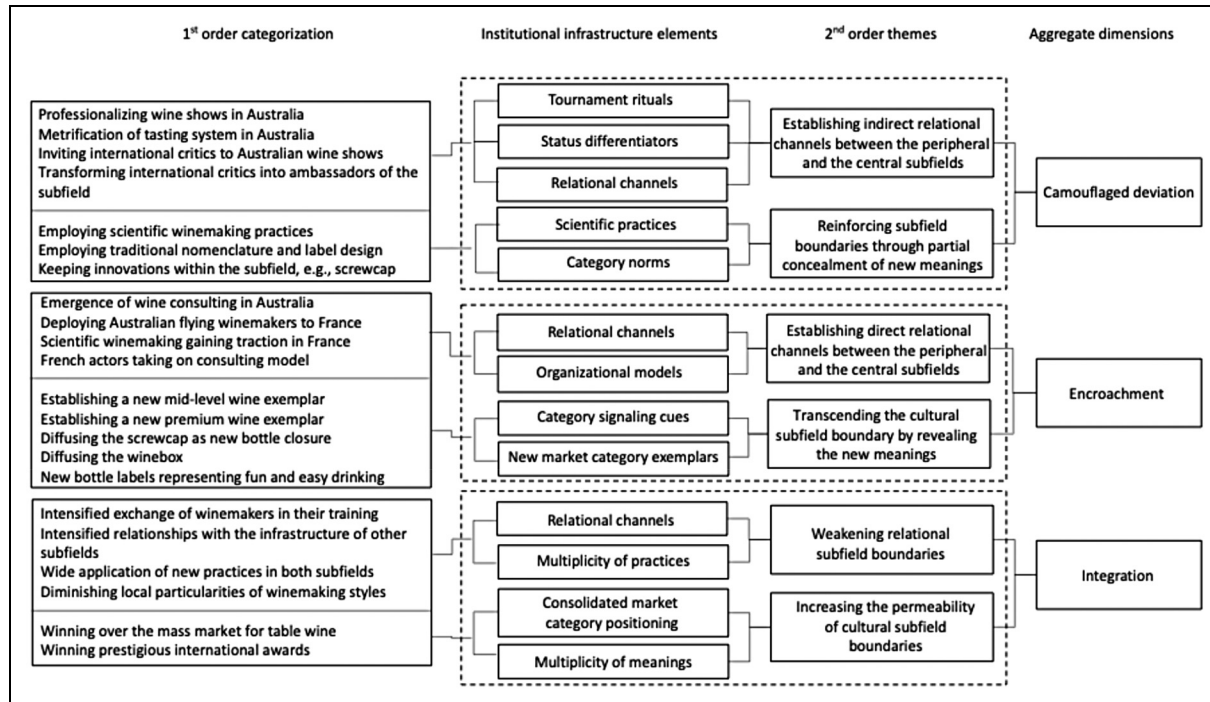 1st order categorization
Institutional infrastructure elements
2nd order themes
Aggregate dimensions
Professionalizing wine shows in Australia
Metrification of tasting system in Australia
Inviting international critics to Australian wine shows
Transforming international critics into ambassadors of the
subfield
Employing scientific winemaking practices
Employing traditional nomenclature and label design
Keeping innovations within the subfield, e.g., screwcap
Tournament rituals
Status differentiators
Relational channels
Scientific practices
Category norms
Establishing indirect relational
channels between the peripheral
and the central subfields
Reinforcing subfield
boundaries through partial
concealment of new meanings
Camouflaged deviation
Emergence of wine consulting in Australia
Deploying Australian flying winemakers to France
Scientific winemaking gaining traction in France
French actors taking on consulting model
Establishing a new mid-level wine exemplar
Establishing a new premium wine exemplar
Diffusing the screwcap as new bottle closure
Diffusing the winebox
New bottle labels representing fun and easy drinking
Relational channels
Organizational models
Category signaling cues
New market category exemplars
Establishing direct relational
channels between the peripheral
and the central subfields
Transcending the cultural
subfield boundary by revealing
the new meanings
Encroachment
Intensified exchange of winemakers in their training
Intensified relationships with the infrastructure of other
subfields
Wide application of new practices in both subfields
Diminishing local particularities of winemaking styles
Winning over the mass market for table wine
Winning prestigious international awards
Relational channels
Multiplicity of practices
Consolidated market
category positioning
Multiplicity of meanings
Weakening relational
subfield boundaries
Increasing the permeability
of cultural subfield
boundaries
Integration